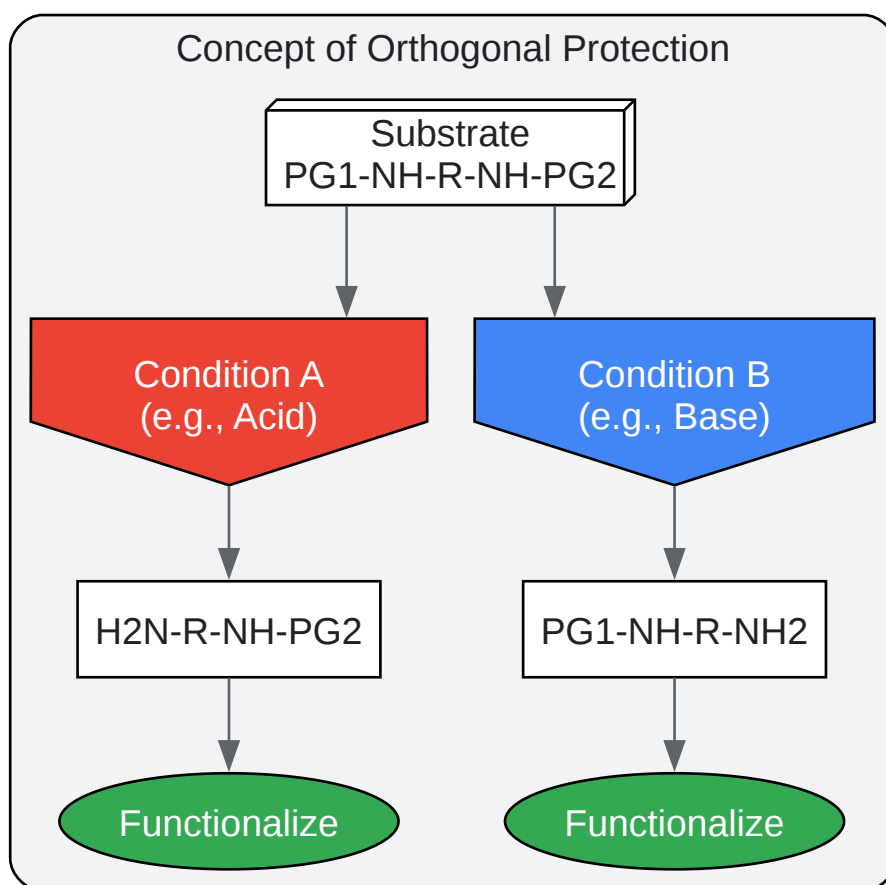 Concept of Orthogonal Protection
Substrate
PG1-NH-R-NH-PG2
Condition A
(e.g., Acid)
Condition B
(e.g., Base)
H2N-R-NH-PG2
PG1-NH-R-NH2
Functionalize
Functionalize